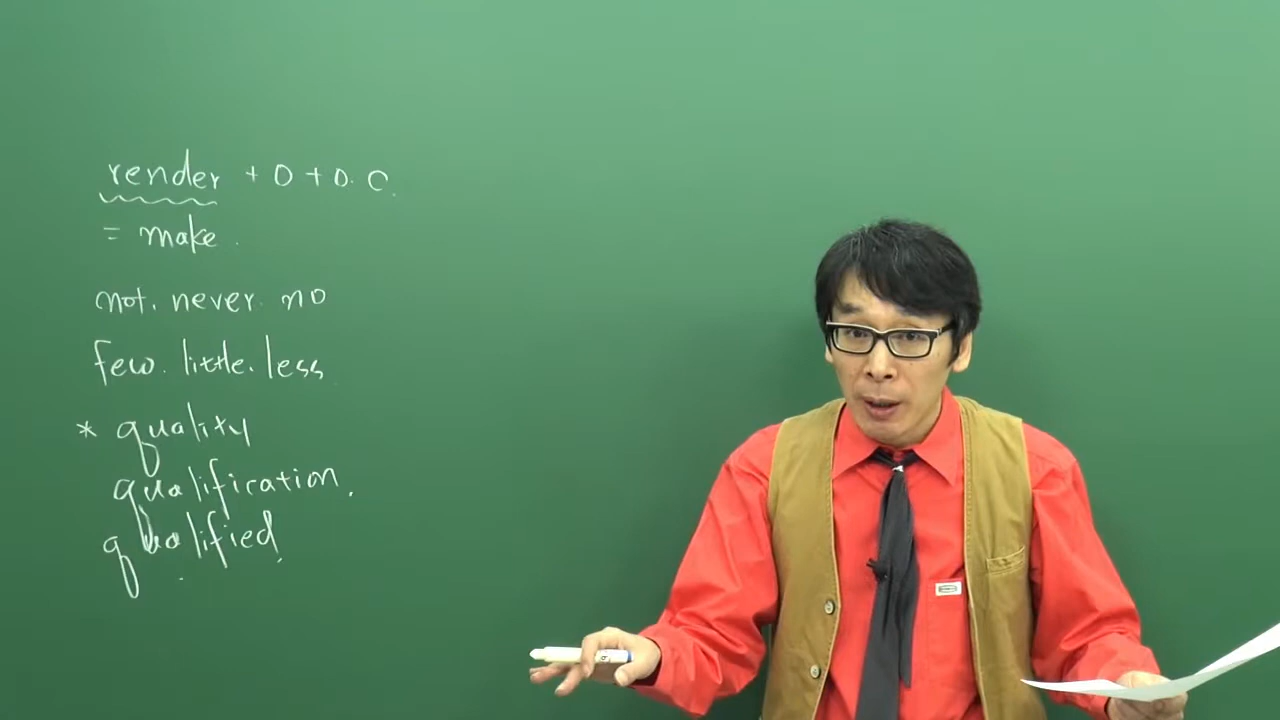 render + O + O. C.
= make.
not. never. no
few. little. less
* quality
qualification.
qualified.